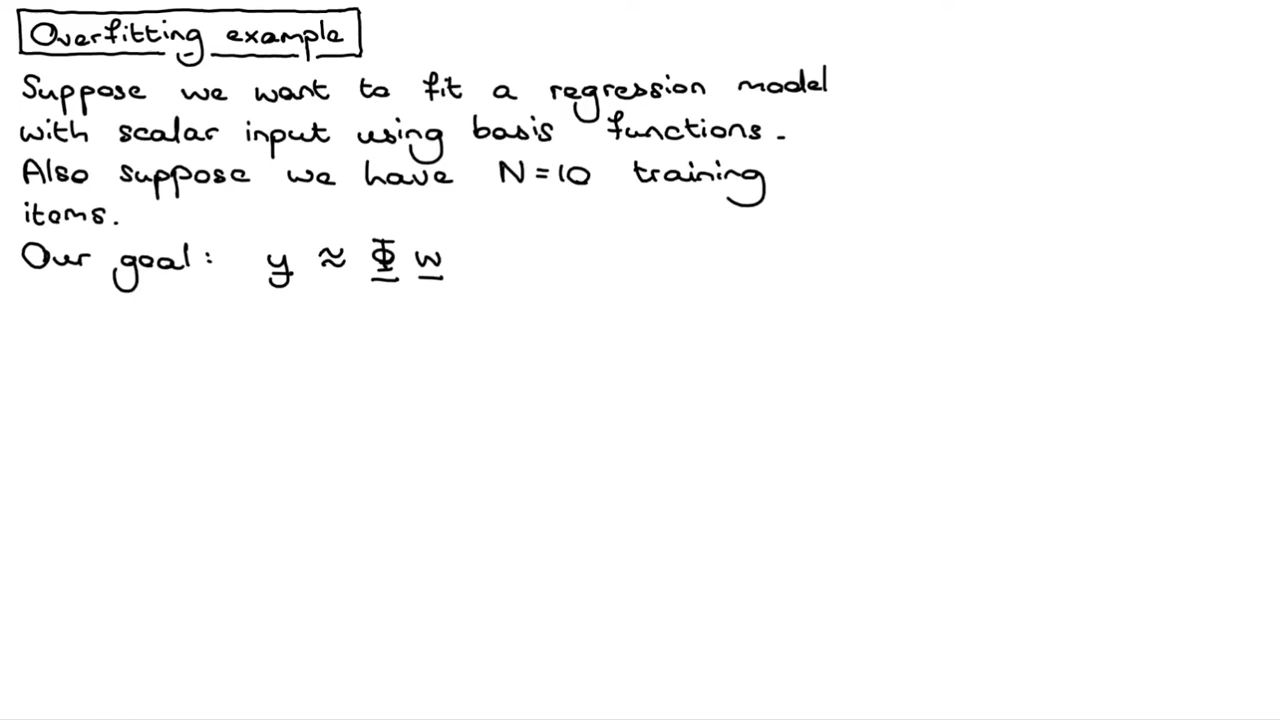 Overfitting example
Suppose we want to fit a regression model
with scalar input using basis functions.
Also suppose we have N=10 training
items.
Our goal: y ≈ Φ w